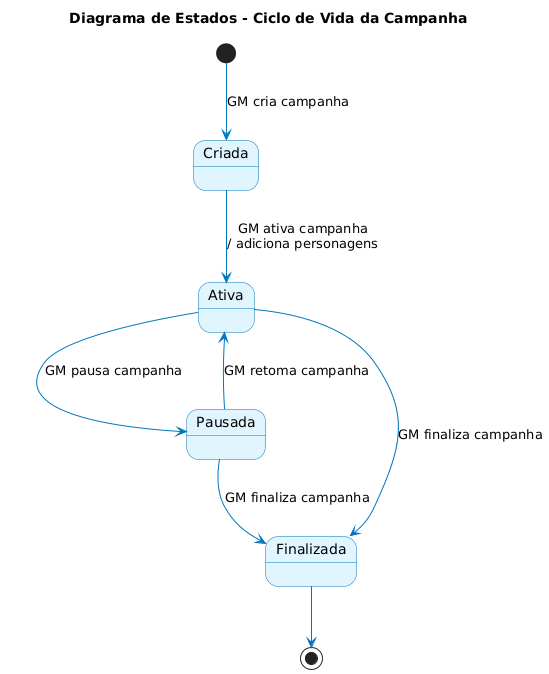 Diagrama de Estados - Ciclo de Vida da Campanha
GM cria campanha
Criada
GM ativa campanha
/ adiciona personagens
Ativa
GM pausa campanha
GM retoma campanha
Pausada
GM finaliza campanha
GM finaliza campanha
Finalizada